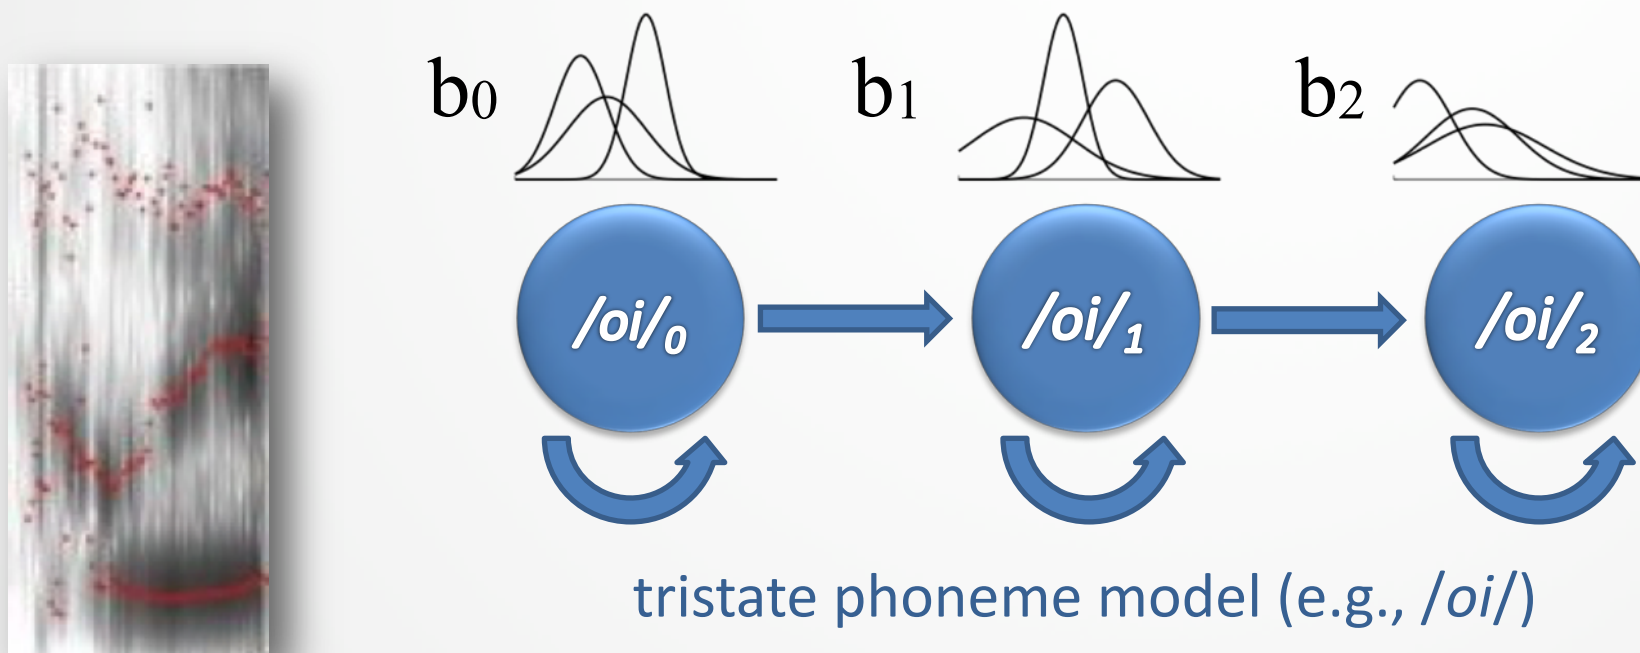 b0 b1 b2
/oi/0 /oi/1 /oi/2
tristate phoneme model (e.g., /oi/)